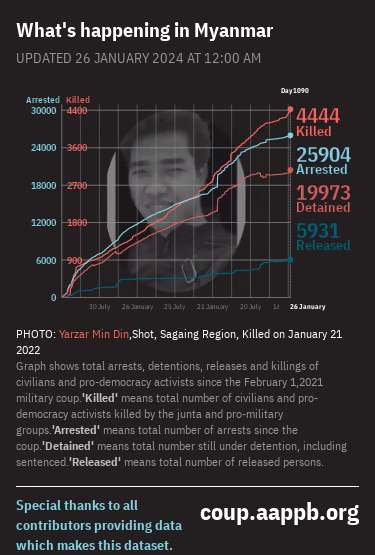 What's happening in Myanmar
UPDATED 26 JANUARY 2024 AT 12:00 AM
Day1090
Arrested Killed
30000 4400
24000 3600
18000 2700
12000 1800
6000 900
0
4444
Killed
25904
Arrested
19973
Detained
5931
Released
30 July 26 January 25 July 21 January 20 July 26 January
PHOTO: Yarzar Min Din,Shot, Sagaing Region, Killed on January 21
2022
Graph shows total arrests, detentions, releases and killings of
civilians and pro-democracy activists since the February 1,2021
military coup.'Killed' means total number of civilians and pro-
democracy activists killed by the junta and pro-military
groups.'Arrested' means total number of arrests since the
coup.'Detained' means total number still under detention, including
sentenced.'Released' means total number of released persons.
Special thanks to all
contributors providing data
which makes this dataset.
coup.aappb.org